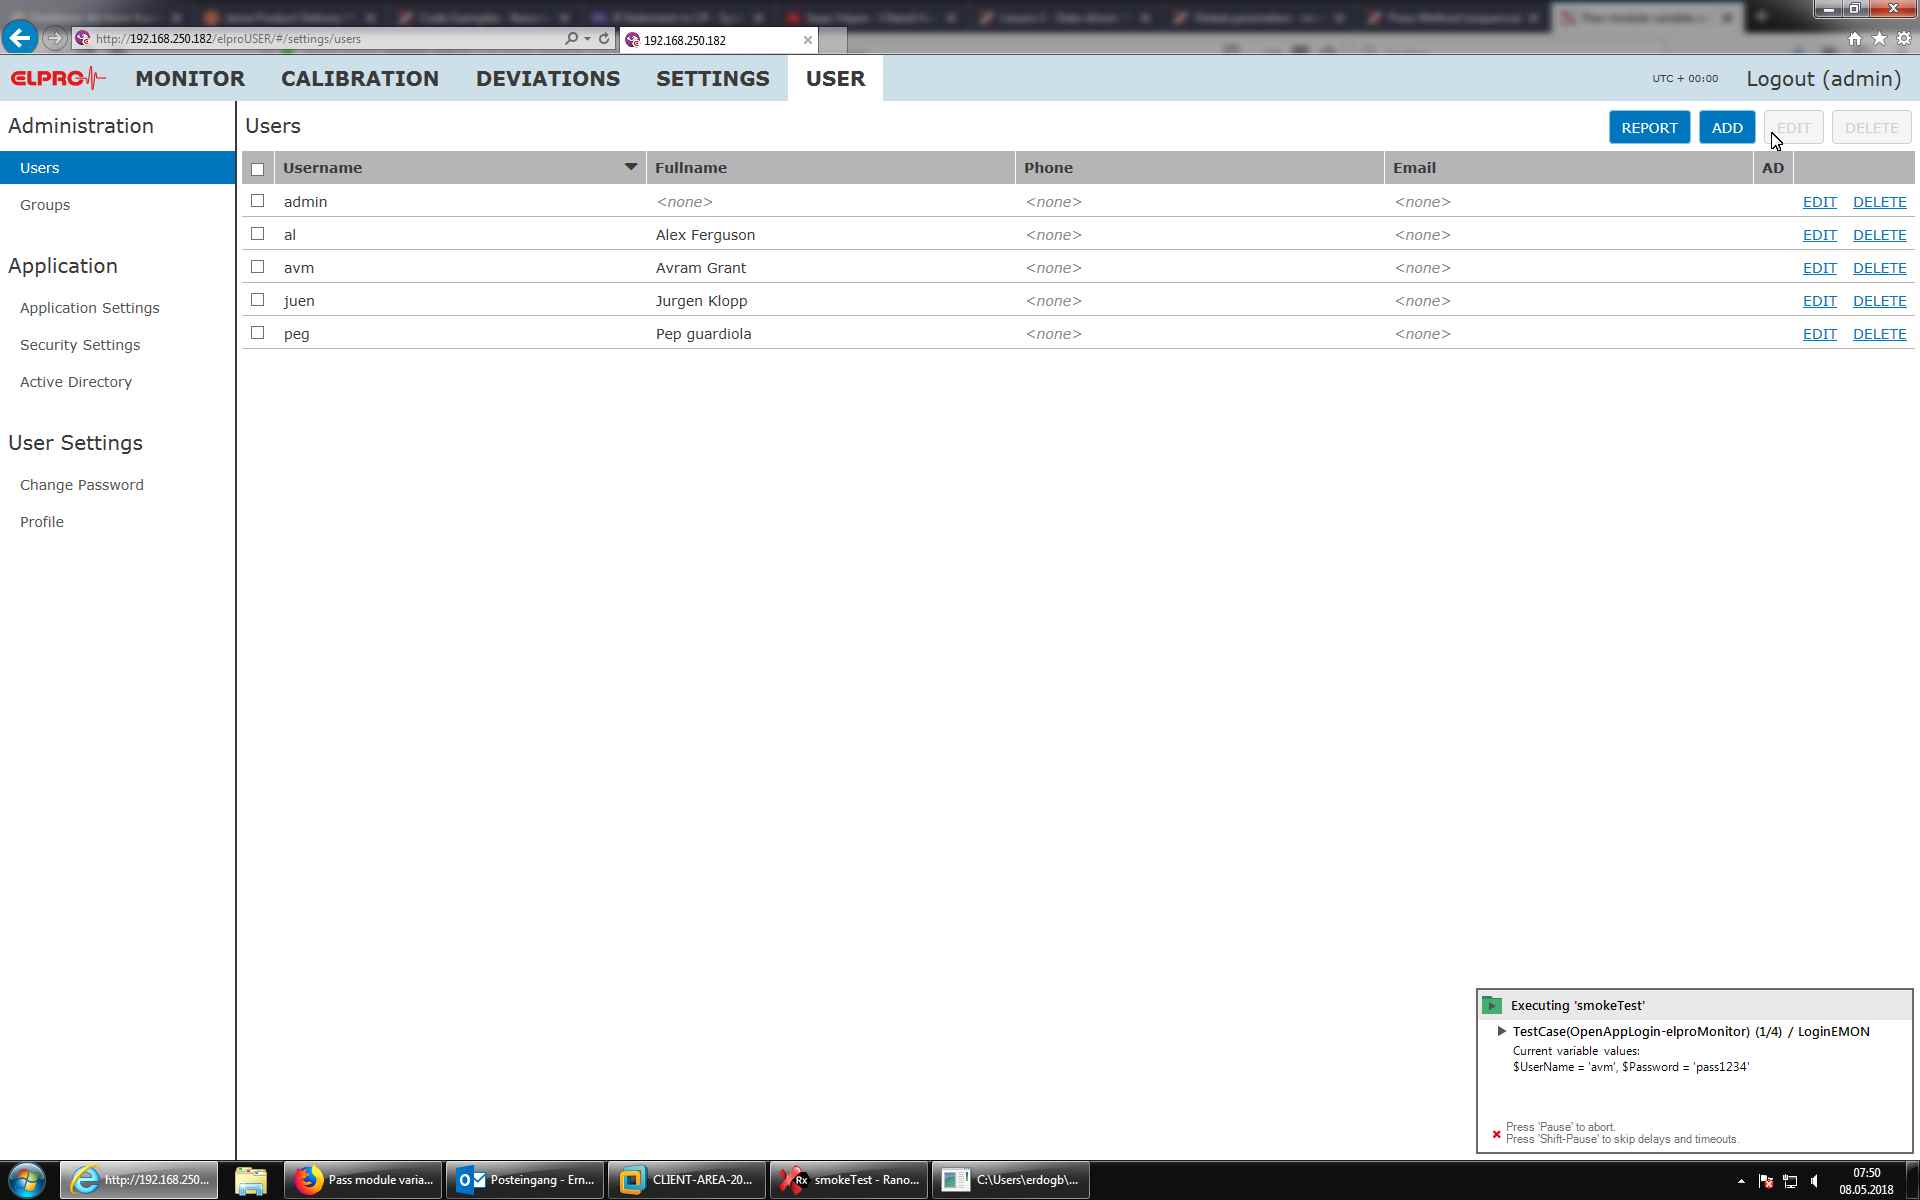 http://192.168.250.182/elproUSER/#/settings/users
192.168.250.182
ELPRO
MONITOR
CALIBRATION
DEVIATIONS
SETTINGS
USER
UTC + 00:00
Logout (admin)
Administration
Users
Groups
Application
Application Settings
Security Settings
Active Directory
User Settings
Change Password
Profile
Users
REPORT
ADD
EDIT
DELETE
Username Fullname Phone Email AD
admin <none> <none> <none> EDIT DELETE
al Alex Ferguson <none> <none> EDIT DELETE
avm Avram Grant <none> <none> EDIT DELETE
juen Jurgen Klopp <none> <none> EDIT DELETE
peg Pep guardiola <none> <none> EDIT DELETE
Executing 'smokeTest'
TestCase(OpenAppLogin-elproMonitor) (1/4) / LoginEMON
Current variable values:
$UserName = 'avm', $Password = 'pass1234'
Press 'Pause' to abort.
Press 'Shift-Pause' to skip delays and timeouts.
http://192.168.250...
Pass module varia...
Posteingang - Ern...
CLIENT-AREA-20...
Rx
smokeTest - Rano...
C:\Users\erdogb\...
07:50
08.05.2018